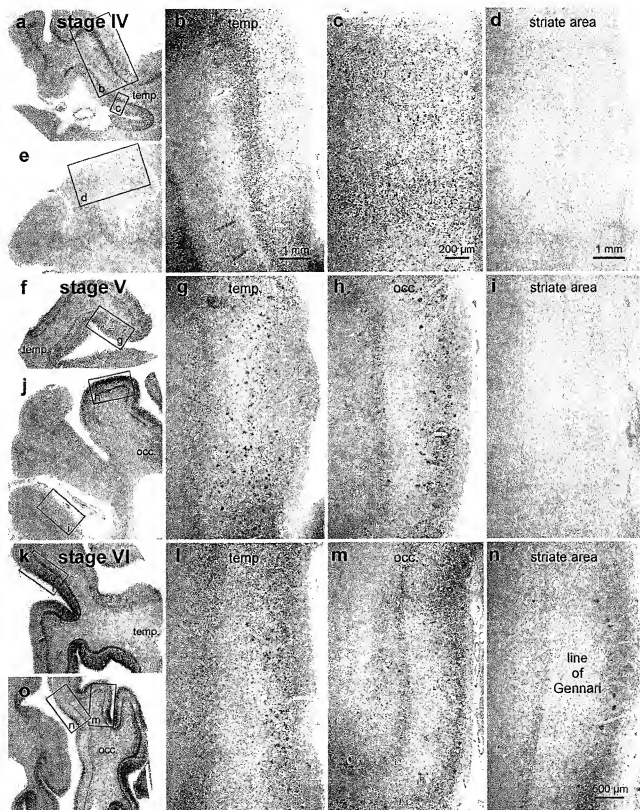 a stage IV
b temp.
c
d striate area
b
temp.
c
1 mm
200 µm
1 mm
e
d
f stage V
g temp.
h occ.
i striate area
g
temp.
j
occ.
i
k stage VI
l temp.
m occ.
n striate area
temp.
line
of
Gennari
o
n
m
occ.
500 µm